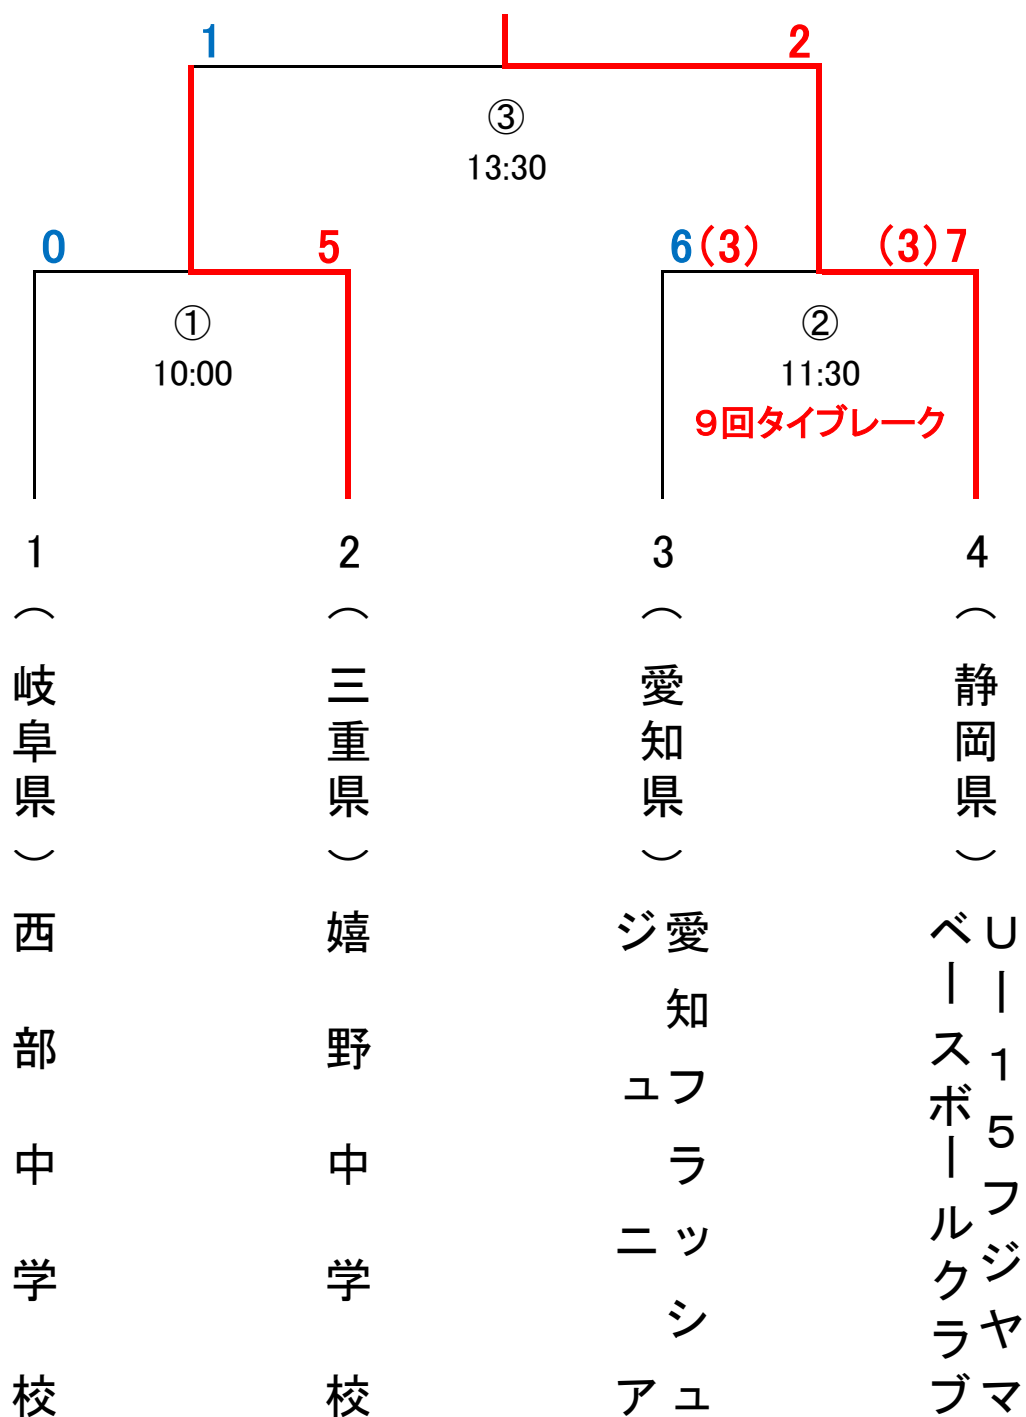 1
2
③
13:30
0
5
6(3)
(3)7
①
10:00
②
11:30
9回タイブレーク
1
(岐阜県)
西部中学校
2
(三重県)
嬉野中学校
3
(愛知県)
愛知フラッシュ
ジュニア
4
(静岡県)
U－15フジヤマ
ベースボールクラブ